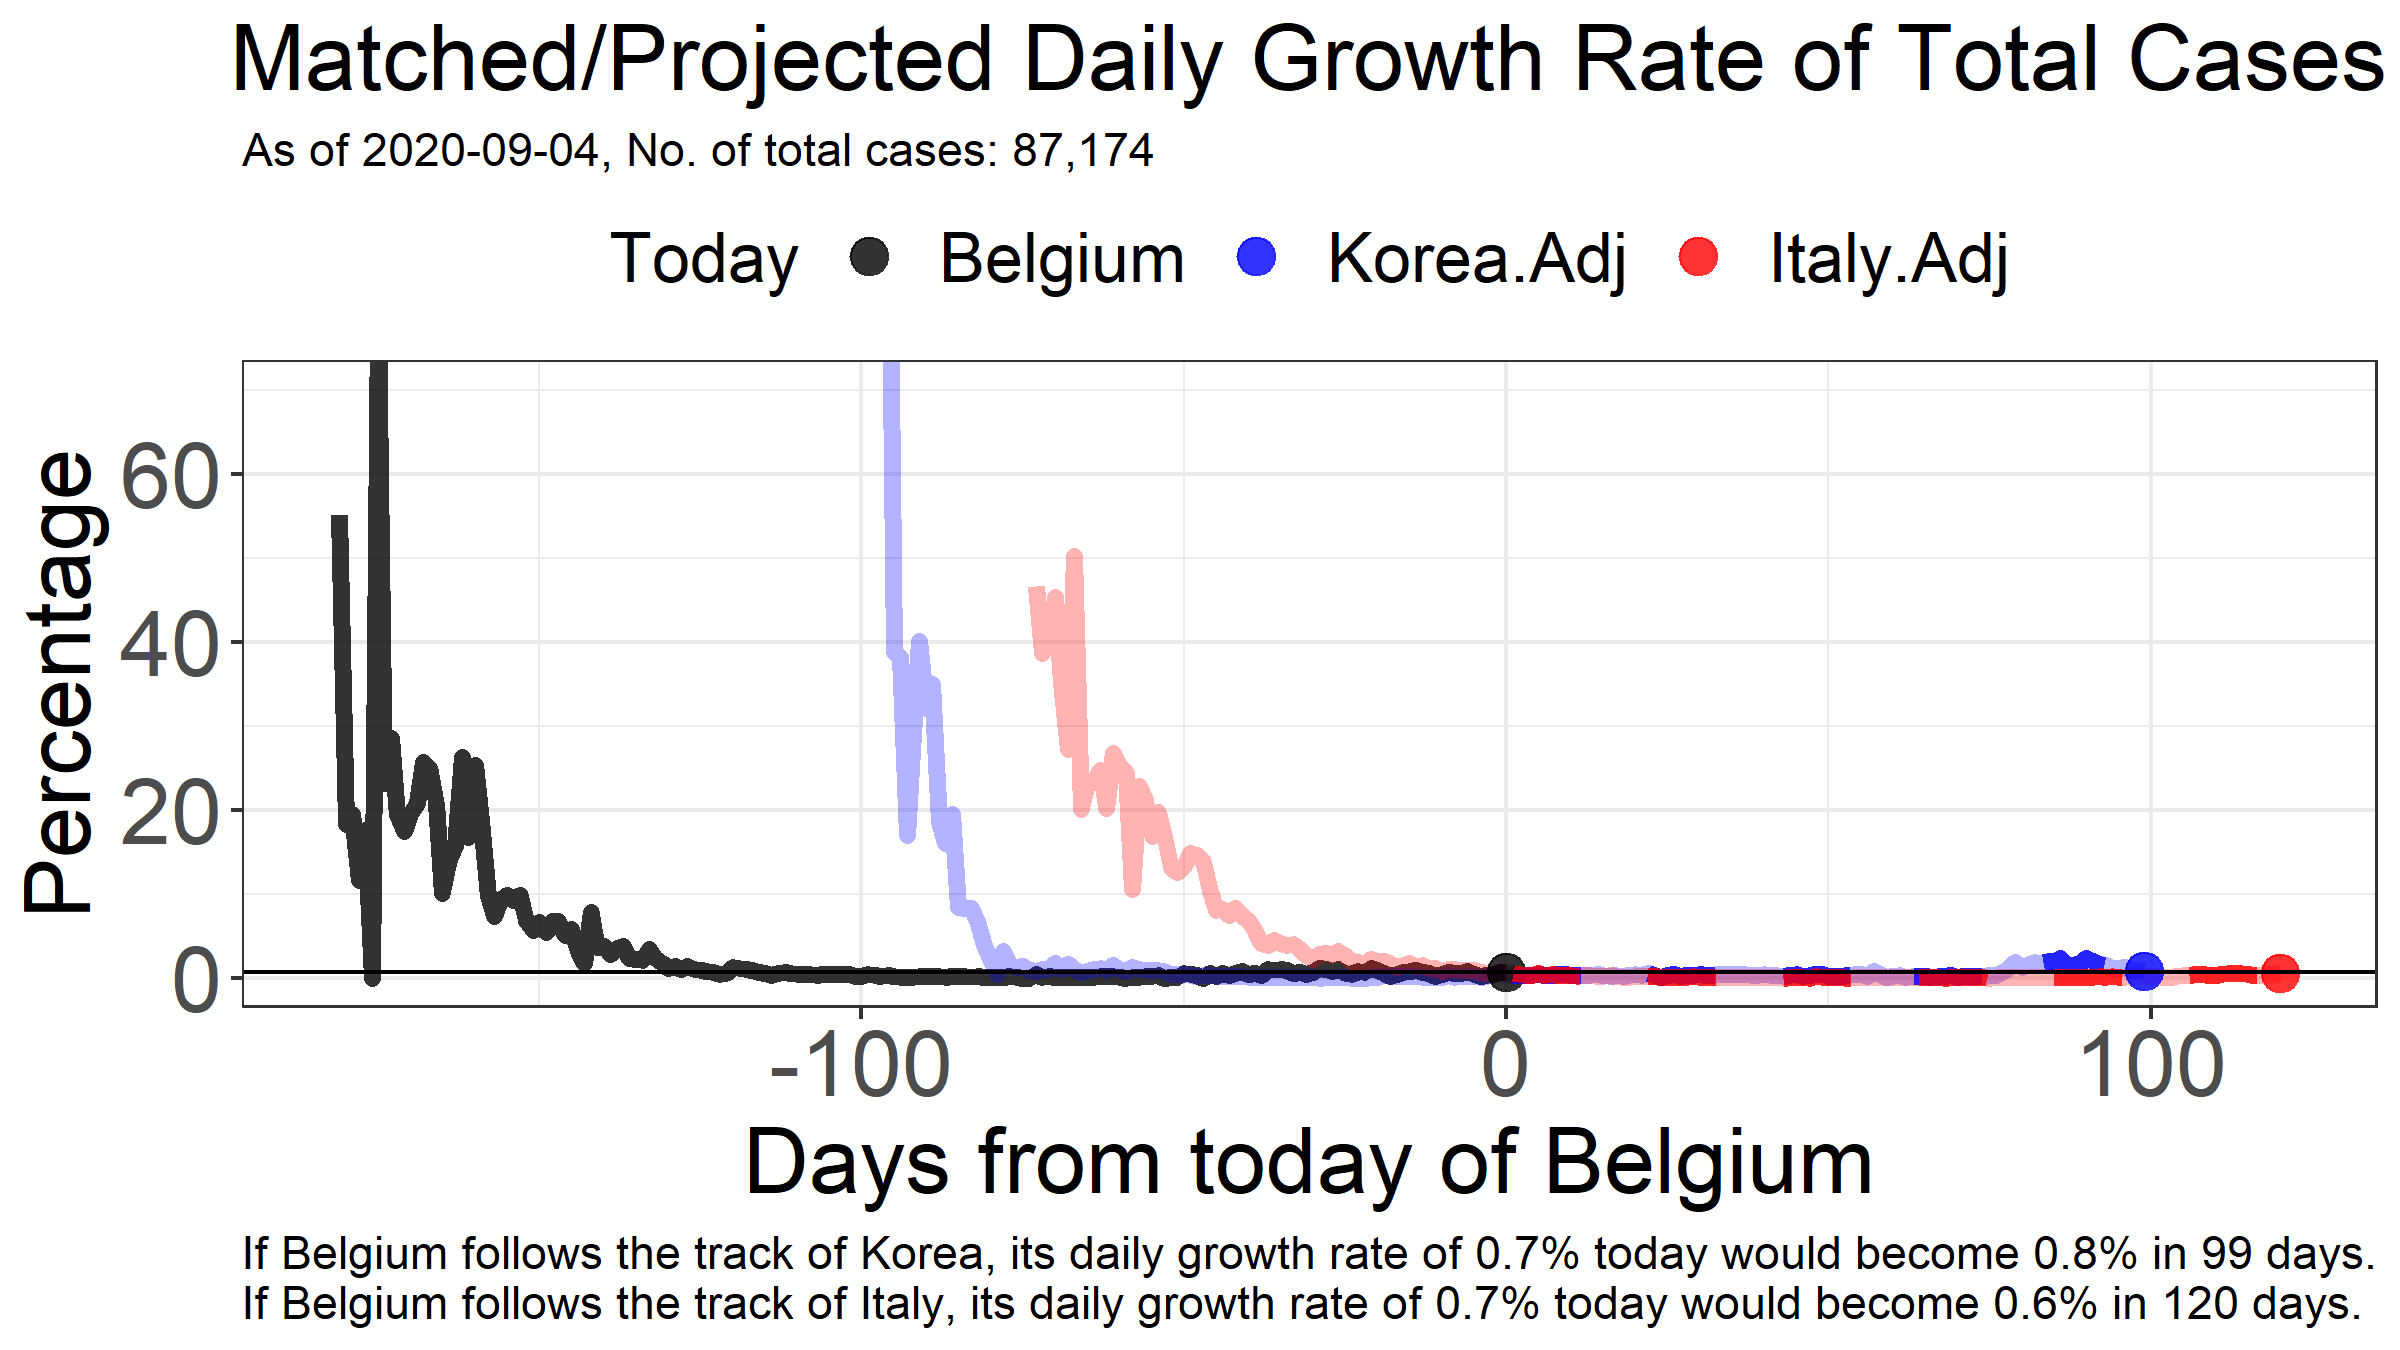 Matched/Projected Daily Growth Rate of Total Cases
As of 2020-09-04, No. of total cases: 87,174
Today Belgium Korea.Adj Italy.Adj
Percentage
60
40
20
0
-100 0 100
Days from today of Belgium
If Belgium follows the track of Korea, its daily growth rate of 0.7% today would become 0.8% in 99 days.
If Belgium follows the track of Italy, its daily growth rate of 0.7% today would become 0.6% in 120 days.